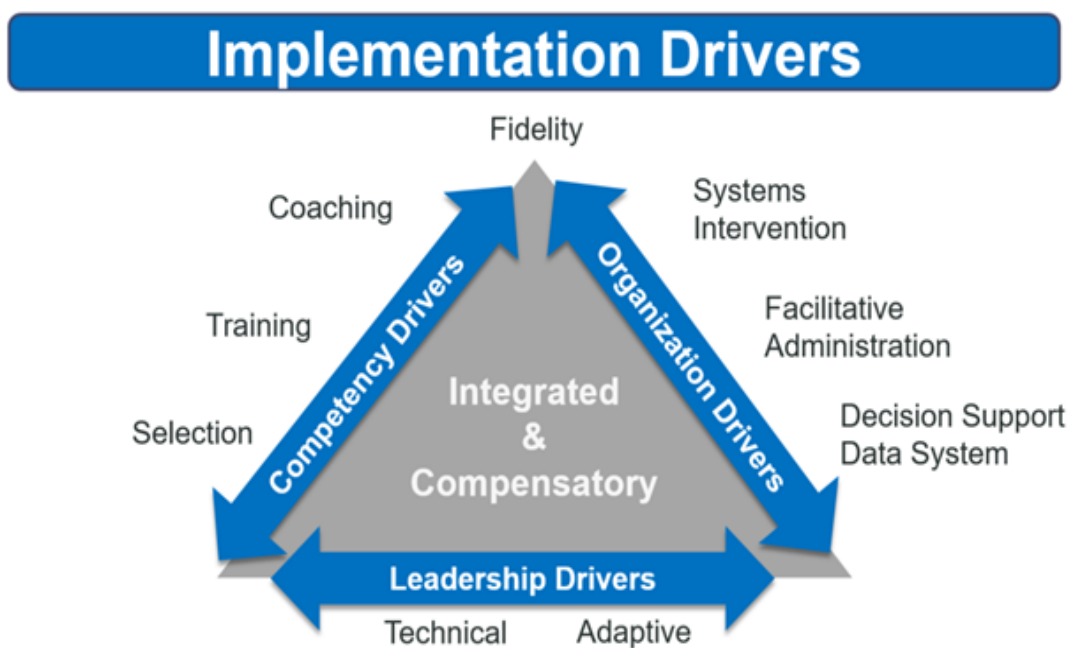 Implementation Drivers
Fidelity
Coaching
Training
Selection
Competency Drivers
Integrated
&
Compensatory
Organization Drivers
Systems
Intervention
Facilitative
Administration
Decision Support
Data System
Leadership Drivers
Technical
Adaptive